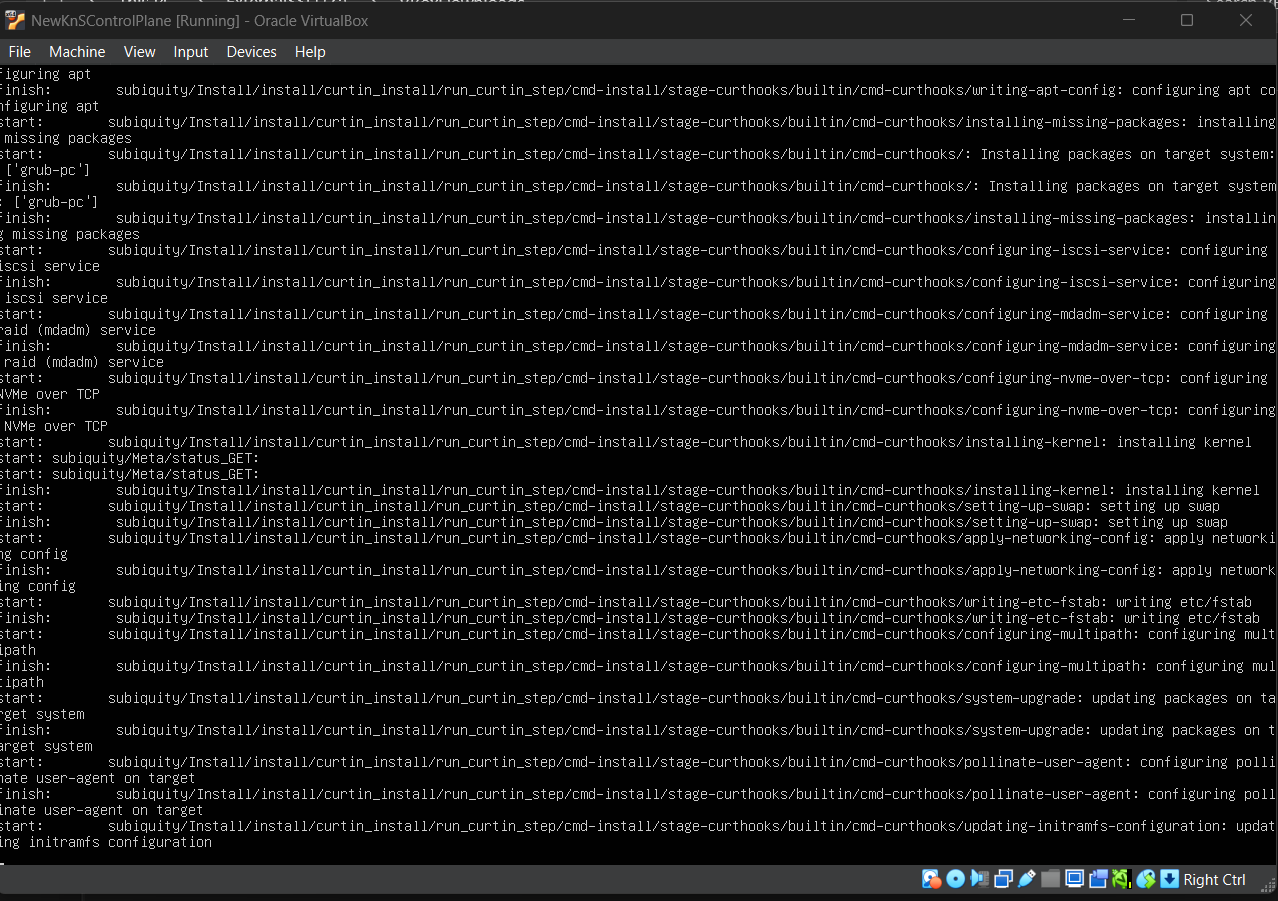 NewKnSControlPlane [Running] - Oracle VirtualBox
File Machine View Input Devices Help
figuring apt
finish: subiquity/Install/install/curtin_install/run_curtin_step/cmd-install/stage-curthooks/builtin/cmd-curthooks/writing-apt-config: configuring apt co
nfiguring apt
start: subiquity/Install/install/curtin_install/run_curtin_step/cmd-install/stage-curthooks/builtin/cmd-curthooks/installing-missing-packages: installing
missing packages
start: subiquity/Install/install/curtin_install/run_curtin_step/cmd-install/stage-curthooks/builtin/cmd-curthooks/: Installing packages on target system:
['grub-pc']
finish: subiquity/Install/install/curtin_install/run_curtin_step/cmd-install/stage-curthooks/builtin/cmd-curthooks/: Installing packages on target system
: ['grub-pc']
finish: subiquity/Install/install/curtin_install/run_curtin_step/cmd-install/stage-curthooks/builtin/cmd-curthooks/installing-missing-packages: installin
g missing packages
start: subiquity/Install/install/curtin_install/run_curtin_step/cmd-install/stage-curthooks/builtin/cmd-curthooks/configuring-iscsi-service: configuring
iscsi service
finish: subiquity/Install/install/curtin_install/run_curtin_step/cmd-install/stage-curthooks/builtin/cmd-curthooks/configuring-iscsi-service: configuring
iscsi service
start: subiquity/Install/install/curtin_install/run_curtin_step/cmd-install/stage-curthooks/builtin/cmd-curthooks/configuring-mdadm-service: configuring
raid (mdadm) service
finish: subiquity/Install/install/curtin_install/run_curtin_step/cmd-install/stage-curthooks/builtin/cmd-curthooks/configuring-mdadm-service: configuring
raid (mdadm) service
start: subiquity/Install/install/curtin_install/run_curtin_step/cmd-install/stage-curthooks/builtin/cmd-curthooks/configuring-nvme-over-tcp: configuring
NVMe over TCP
finish: subiquity/Install/install/curtin_install/run_curtin_step/cmd-install/stage-curthooks/builtin/cmd-curthooks/configuring-nvme-over-tcp: configuring
NVMe over TCP
start: subiquity/Install/install/curtin_install/run_curtin_step/cmd-install/stage-curthooks/builtin/cmd-curthooks/installing-kernel: installing kernel
start: subiquity/Meta/status_GET:
start: subiquity/Meta/status_GET:
finish: subiquity/Install/install/curtin_install/run_curtin_step/cmd-install/stage-curthooks/builtin/cmd-curthooks/installing-kernel: installing kernel
start: subiquity/Install/install/curtin_install/run_curtin_step/cmd-install/stage-curthooks/builtin/cmd-curthooks/setting-up-swap: setting up swap
finish: subiquity/Install/install/curtin_install/run_curtin_step/cmd-install/stage-curthooks/builtin/cmd-curthooks/setting-up-swap: setting up swap
start: subiquity/Install/install/curtin_install/run_curtin_step/cmd-install/stage-curthooks/builtin/cmd-curthooks/apply-networking-config: apply networki
ng config
finish: subiquity/Install/install/curtin_install/run_curtin_step/cmd-install/stage-curthooks/builtin/cmd-curthooks/apply-networking-config: apply network
ing config
start: subiquity/Install/install/curtin_install/run_curtin_step/cmd-install/stage-curthooks/builtin/cmd-curthooks/writing-etc-fstab: writing etc/fstab
finish: subiquity/Install/install/curtin_install/run_curtin_step/cmd-install/stage-curthooks/builtin/cmd-curthooks/writing-etc-fstab: writing etc/fstab
start: subiquity/Install/install/curtin_install/run_curtin_step/cmd-install/stage-curthooks/builtin/cmd-curthooks/configuring-multipath: configuring mult
ipath
finish: subiquity/Install/install/curtin_install/run_curtin_step/cmd-install/stage-curthooks/builtin/cmd-curthooks/configuring-multipath: configuring mul
tipath
start: subiquity/Install/install/curtin_install/run_curtin_step/cmd-install/stage-curthooks/builtin/cmd-curthooks/system-upgrade: updating packages on ta
rget system
finish: subiquity/Install/install/curtin_install/run_curtin_step/cmd-install/stage-curthooks/builtin/cmd-curthooks/system-upgrade: updating packages on t
arget system
start: subiquity/Install/install/curtin_install/run_curtin_step/cmd-install/stage-curthooks/builtin/cmd-curthooks/pollinate-user-agent: configuring polli
nate user-agent on target
finish: subiquity/Install/install/curtin_install/run_curtin_step/cmd-install/stage-curthooks/builtin/cmd-curthooks/pollinate-user-agent: configuring poll
inate user-agent on target
start: subiquity/Install/install/curtin_install/run_curtin_step/cmd-install/stage-curthooks/builtin/cmd-curthooks/updating-initramfs-configuration: updat
ing initramfs configuration
Right Ctrl